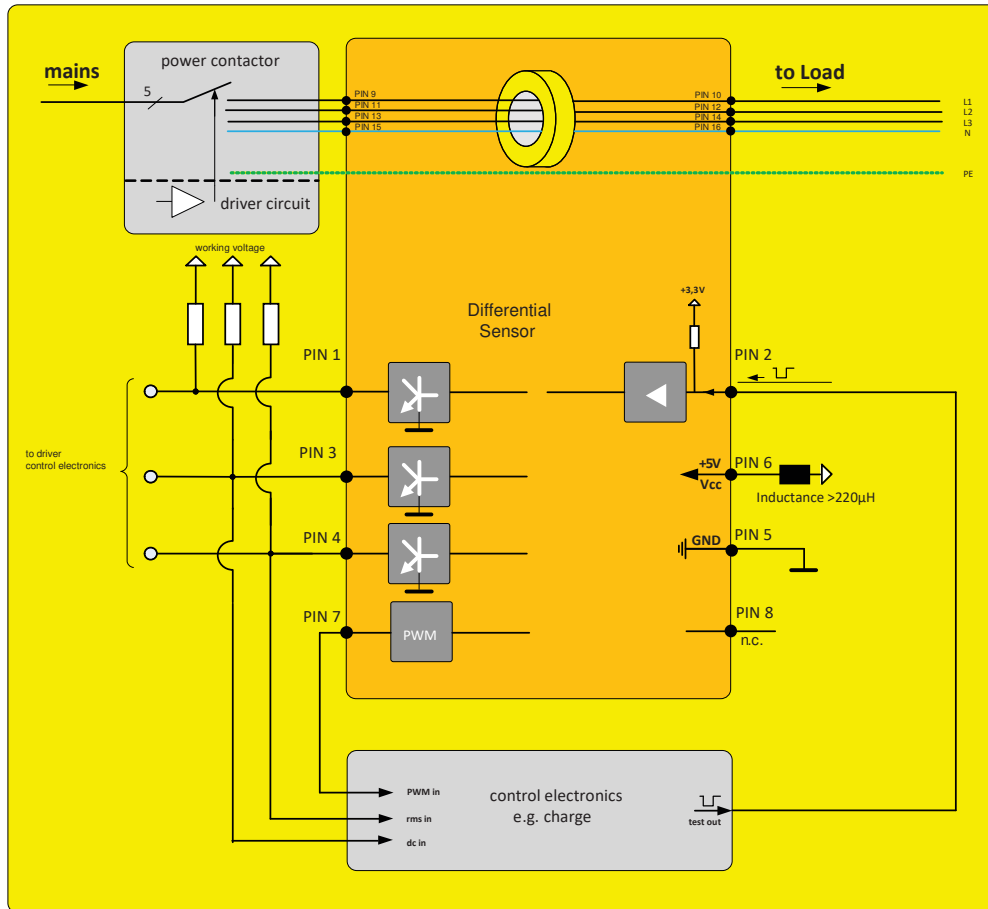 mains
power contactor
5
driver circuit
to Load
PIN 9
PIN 11
PIN 13
PIN 15
PIN 10
PIN 12
PIN 14
PIN 16
L1
L2
L3
N
PE
working voltage
Differential
Sensor
+3,3V
PIN 1
PIN 2
to driver
control electronics
PIN 3
+5V
Vcc
PIN 6
Inductance >220µH
PIN 4
GND
PIN 5
PIN 7
PWM
PIN 8
n.c.
PWM in
rms in
dc in
control electronics
e.g. charge
test out